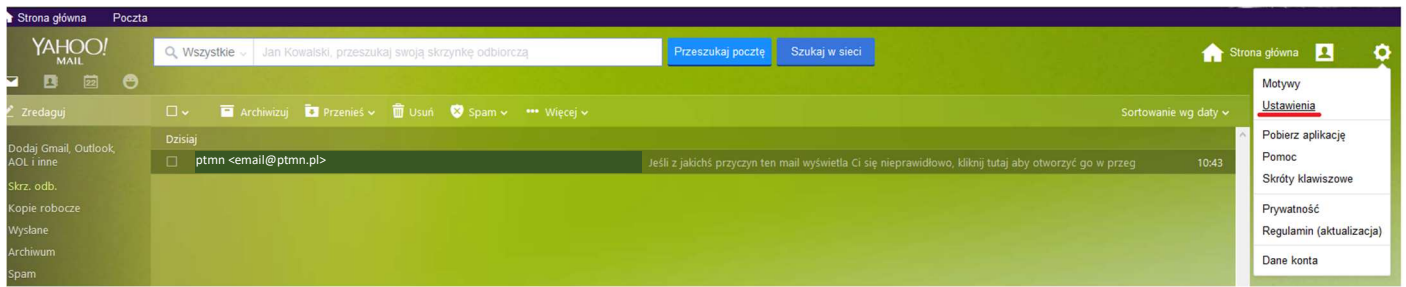 Strona główna Poczta
YAHOO!
MAIL
Wszystkie Jan Kowalski, przeszukaj swoją skrzynkę odbiorczą Przeszukaj pocztę Szukaj w sieci Strona główna
22
Motywy
Ustawienia
Pobierz aplikację
Pomoc
Skróty klawiszowe
Prywatność
Regulamin (aktualizacja)
Dane konta
Zredaguj Archiwizuj Przenieś Usuń Spam Więcej Sortowanie wg daty
Dodaj Gmail, Outlook,
AOL i inne
Skrz. odb.
Kopie robocze
Wysłane
Archiwum
Spam
Dzisiaj
ptmn <email@ptmn.pl> Jeśli z jakichś przyczyn ten mail wyświetla Ci się nieprawidłowo, kliknij tutaj aby otworzyć go w przeg 10:43